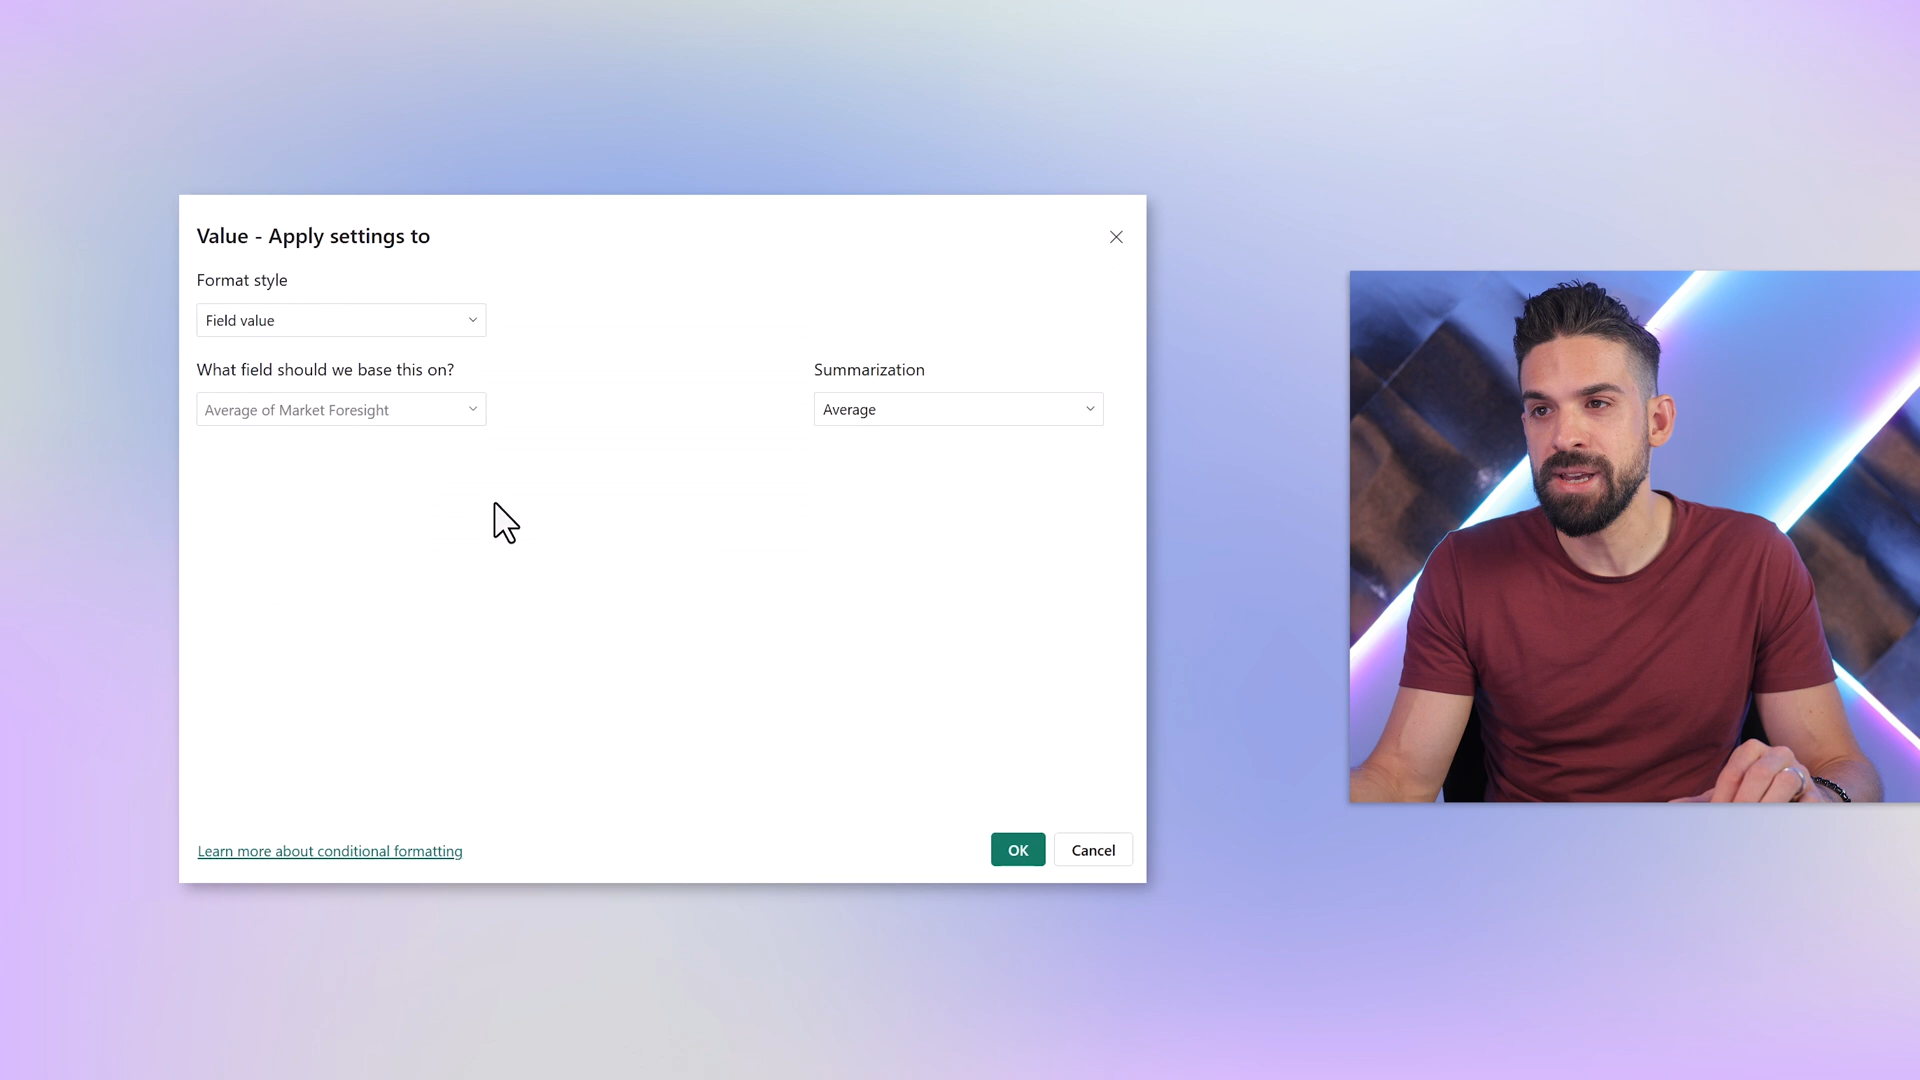 Value - Apply settings to
Format style
Field value
What field should we base this on?
Summarization
Average of Market Foresight
Average
Learn more about conditional formatting
OK
Cancel